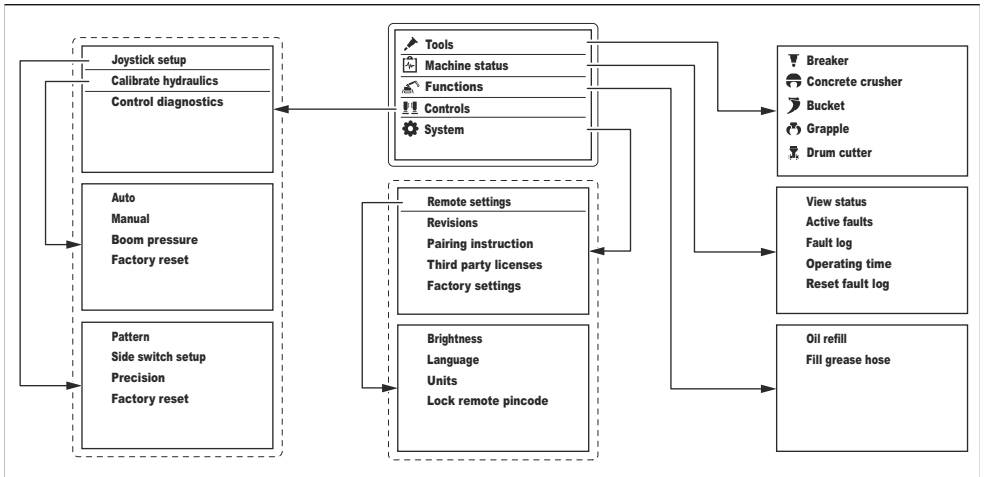 Joystick setup
Calibrate hydraulics
Control diagnostics
Auto
Manual
Boom pressure
Factory reset
Pattern
Side switch setup
Precision
Factory reset
Tools
Machine status
Functions
Controls
System
Remote settings
Revisions
Pairing instruction
Third party licenses
Factory settings
Brightness
Language
Units
Lock remote pincode
Breaker
Concrete crusher
Bucket
Grapple
Drum cutter
View status
Active faults
Fault log
Operating time
Reset fault log
Oil refill
Fill grease hose